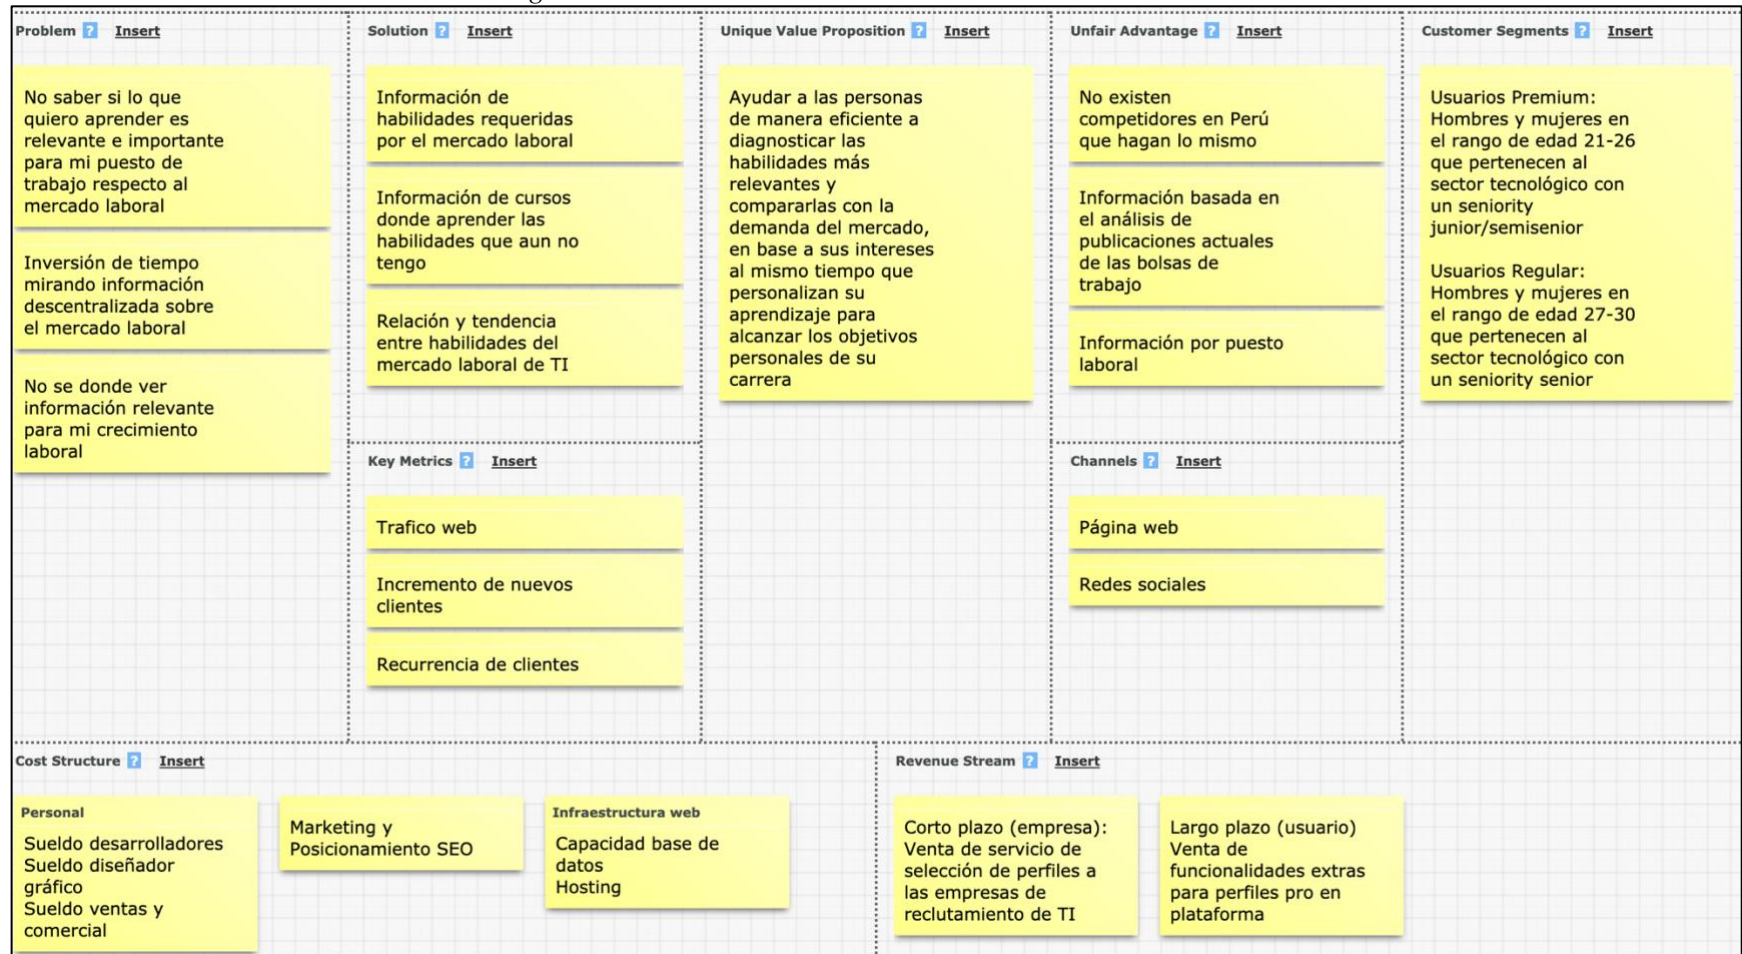 Problem ? Insert
No saber si lo que
quiero aprender es
relevante e importante
para mi puesto de
trabajo respecto al
mercado laboral
Inversión de tiempo
mirando información
descentralizada sobre
el mercado laboral
No se donde ver
información relevante
para mi crecimiento
laboral
Solution ? Insert
Información de
habilidades requeridas
por el mercado laboral
Información de cursos
donde aprender las
habilidades que aun no
tengo
Relación y tendencia
entre habilidades del
mercado laboral de TI
Key Metrics ? Insert
Trafico web
Incremento de nuevos
clientes
Recurrencia de clientes
Unique Value Proposition ? Insert
Ayudar a las personas
de manera eficiente a
diagnosticar las
habilidades más
relevantes y
compararlas con la
demanda del mercado,
en base a sus intereses
al mismo tiempo que
personalizan su
aprendizaje para
alcanzar los objetivos
personales de su
carrera
Unfair Advantage ? Insert
No existen
competidores en Perú
que hagan lo mismo
Información basada en
el análisis de
publicaciones actuales
de las bolsas de
trabajo
Información por puesto
laboral
Channels ? Insert
Página web
Redes sociales
Customer Segments ? Insert
Usuarios Premium:
Hombres y mujeres en
el rango de edad 21-26
que pertenecen al
sector tecnológico con
un seniority
junior/semisenior
Usuarios Regular:
Hombres y mujeres en
el rango de edad 27-30
que pertenecen al
sector tecnológico con
un seniority senior
Cost Structure ? Insert
Personal
Sueldo desarrolladores
Sueldo diseñador
gráfico
Sueldo ventas y
comercial
Marketing y
Posicionamiento SEO
Infraestructura web
Capacidad base de
datos
Hosting
Revenue Stream ? Insert
Corto plazo (empresa):
Venta de servicio de
selección de perfiles a
las empresas de
reclutamiento de TI
Largo plazo (usuario)
Venta de
funcionalidades extras
para perfiles pro en
plataforma